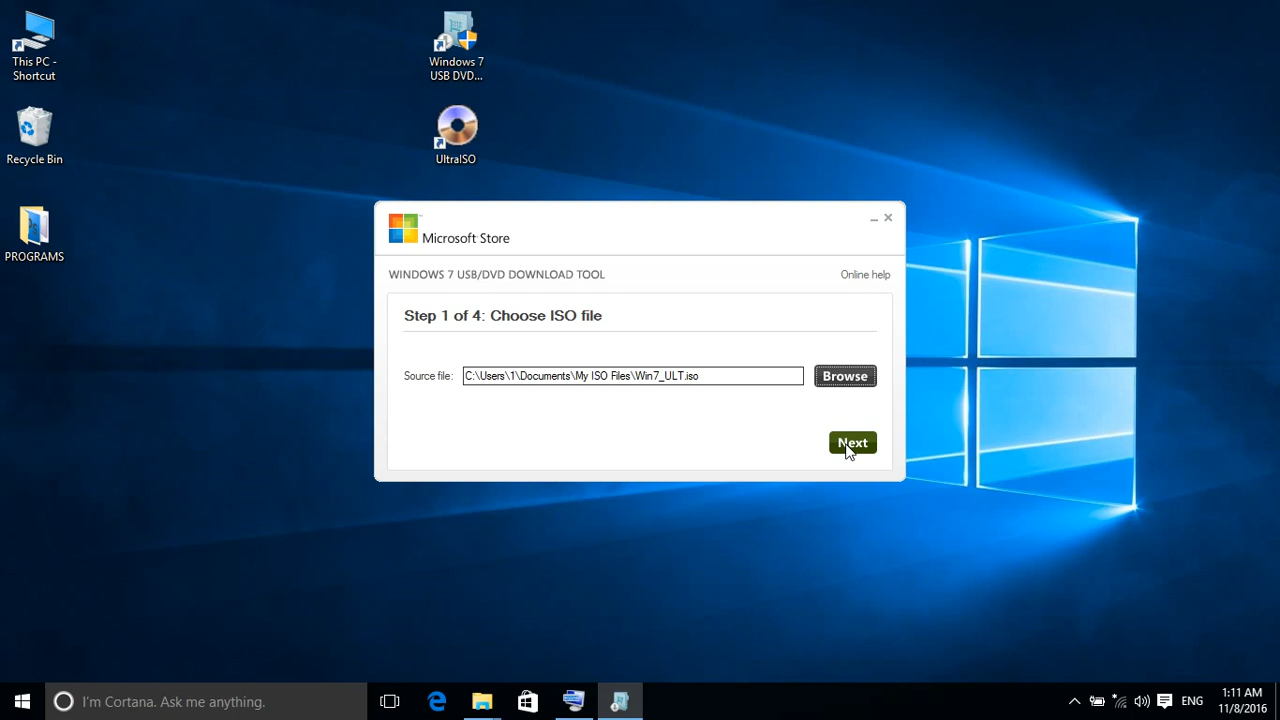 This PC -
Shortcut
Recycle Bin
PROGRAMS
Windows 7
USB DVD...
UltraISO
Microsoft Store
WINDOWS 7 USB/DVD DOWNLOAD TOOL
Online help
Step 1 of 4: Choose ISO file
Source file: C:\Users\1\Documents\My ISO Files\Win7_ULT.iso Browse
Next
I'm Cortana. Ask me anything.
ENG
1:11 AM
11/8/2016